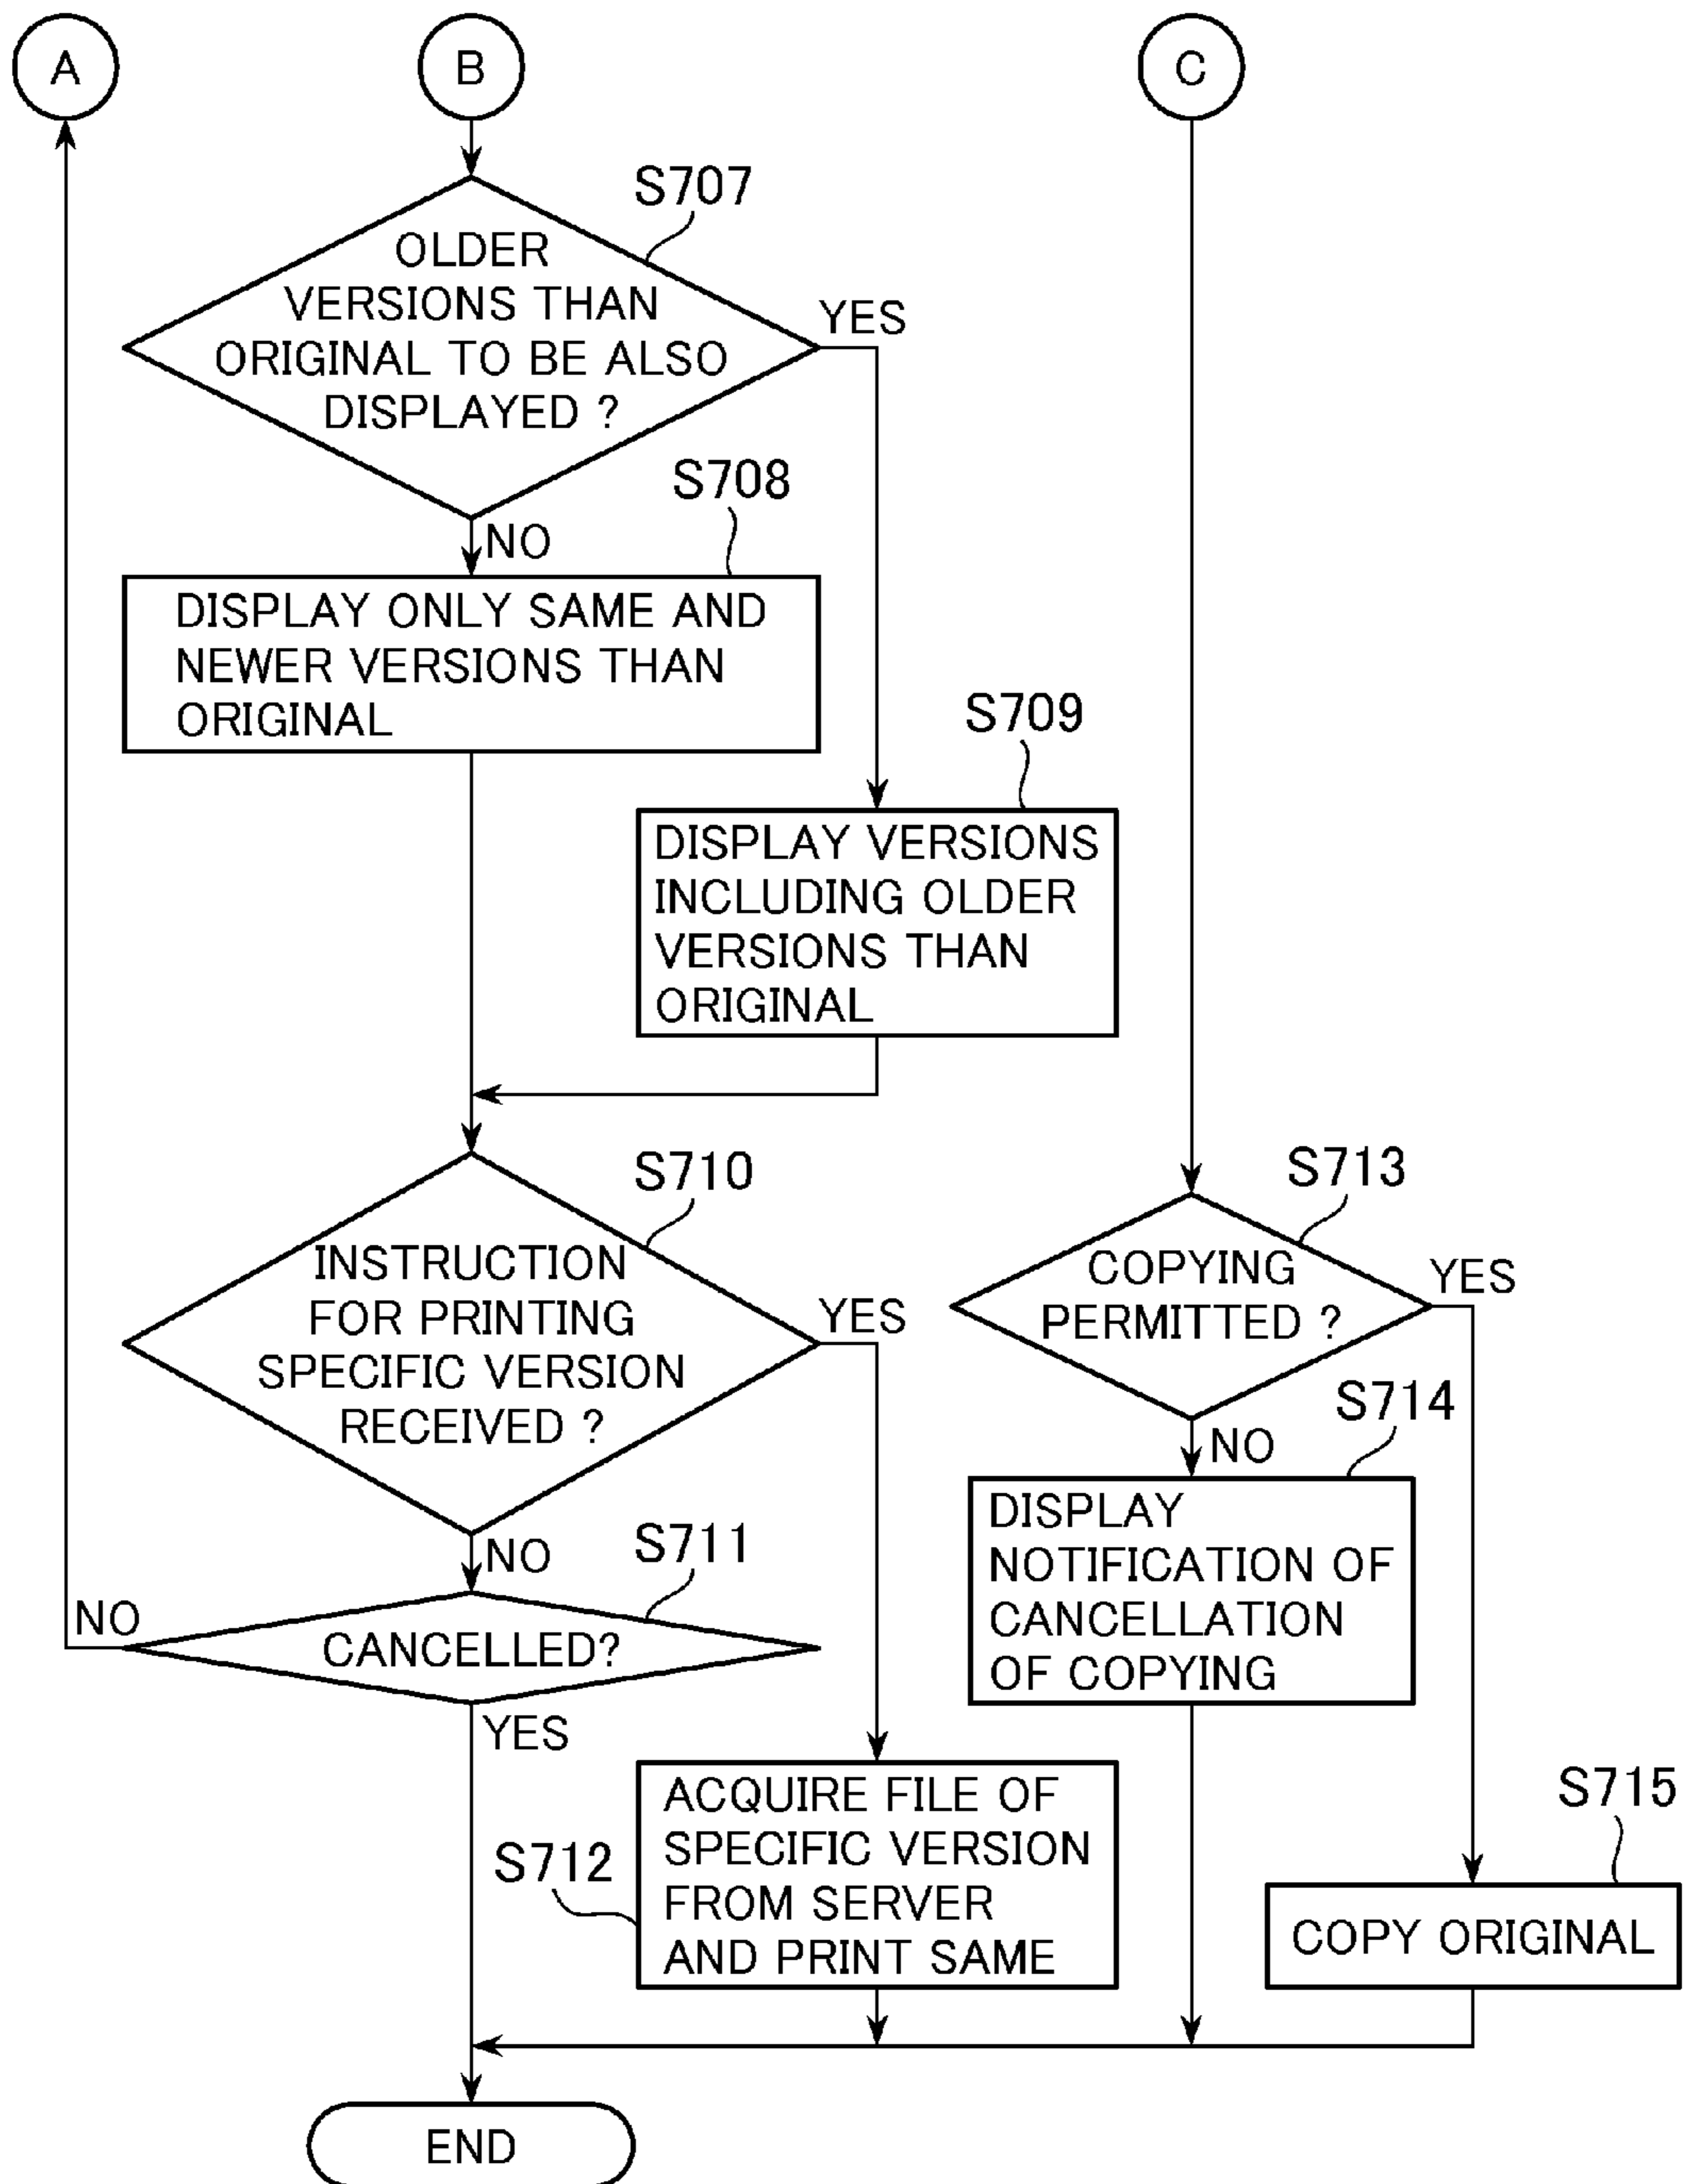 A
B
C
S707
OLDER
VERSIONS THAN
ORIGINAL TO BE ALSO
DISPLAYED ?
YES
NO
S708
DISPLAY ONLY SAME AND
NEWER VERSIONS THAN
ORIGINAL
S709
DISPLAY VERSIONS
INCLUDING OLDER
VERSIONS THAN
ORIGINAL
S710
INSTRUCTION
FOR PRINTING
SPECIFIC VERSION
RECEIVED ?
YES
NO
S711
CANCELLED?
NO
YES
S712
ACQUIRE FILE OF
SPECIFIC VERSION
FROM SERVER
AND PRINT SAME
S713
COPYING
PERMITTED ?
YES
NO
S714
DISPLAY
NOTIFICATION OF
CANCELLATION
OF COPYING
S715
COPY ORIGINAL
END